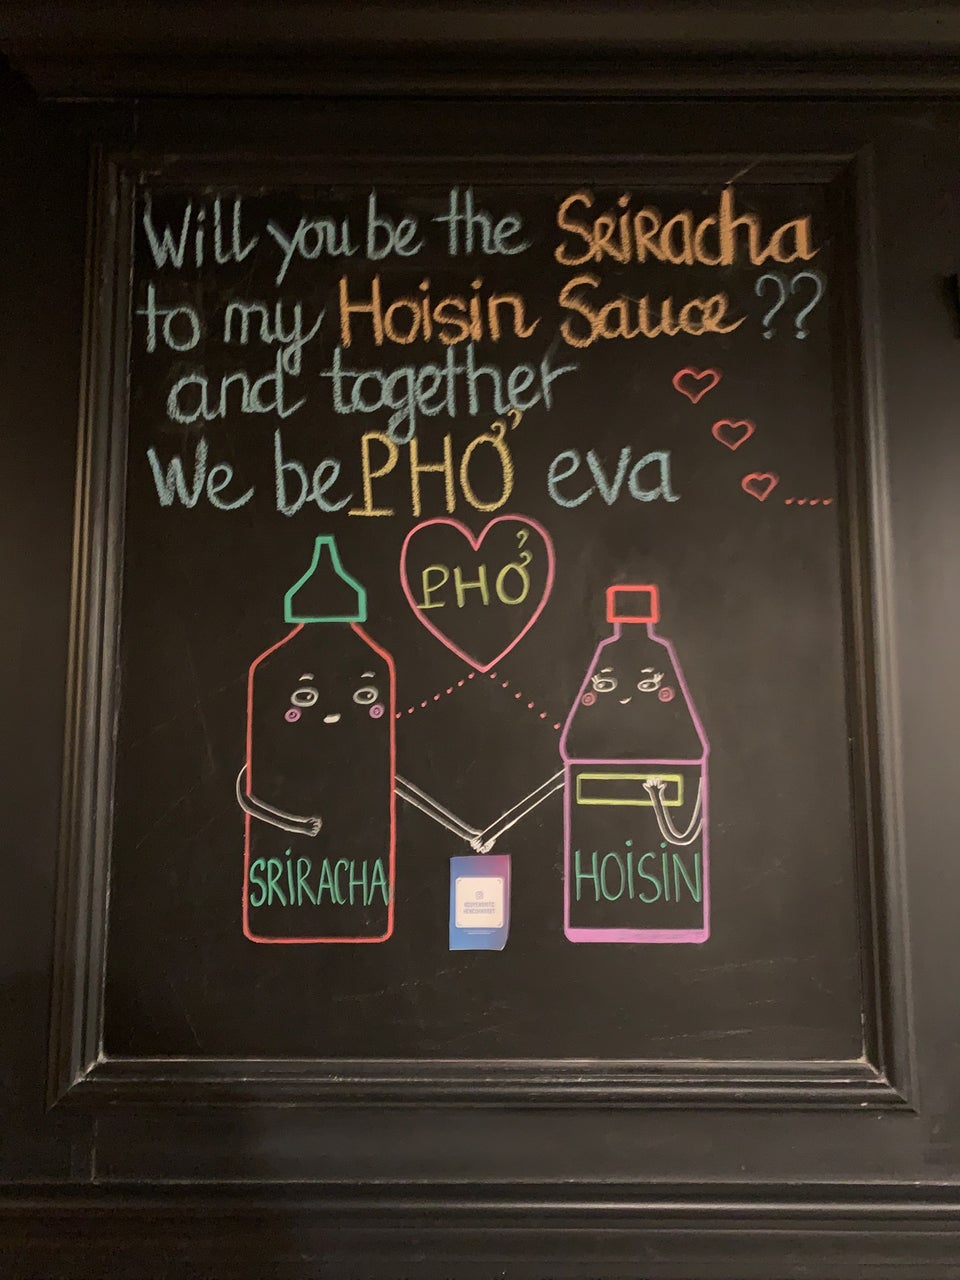 Will you be the SRiRacha
to my Hoisin Sauce ??
and together
We be PHỞ eva
PHỞ
SRiRACHA
HOiSiN